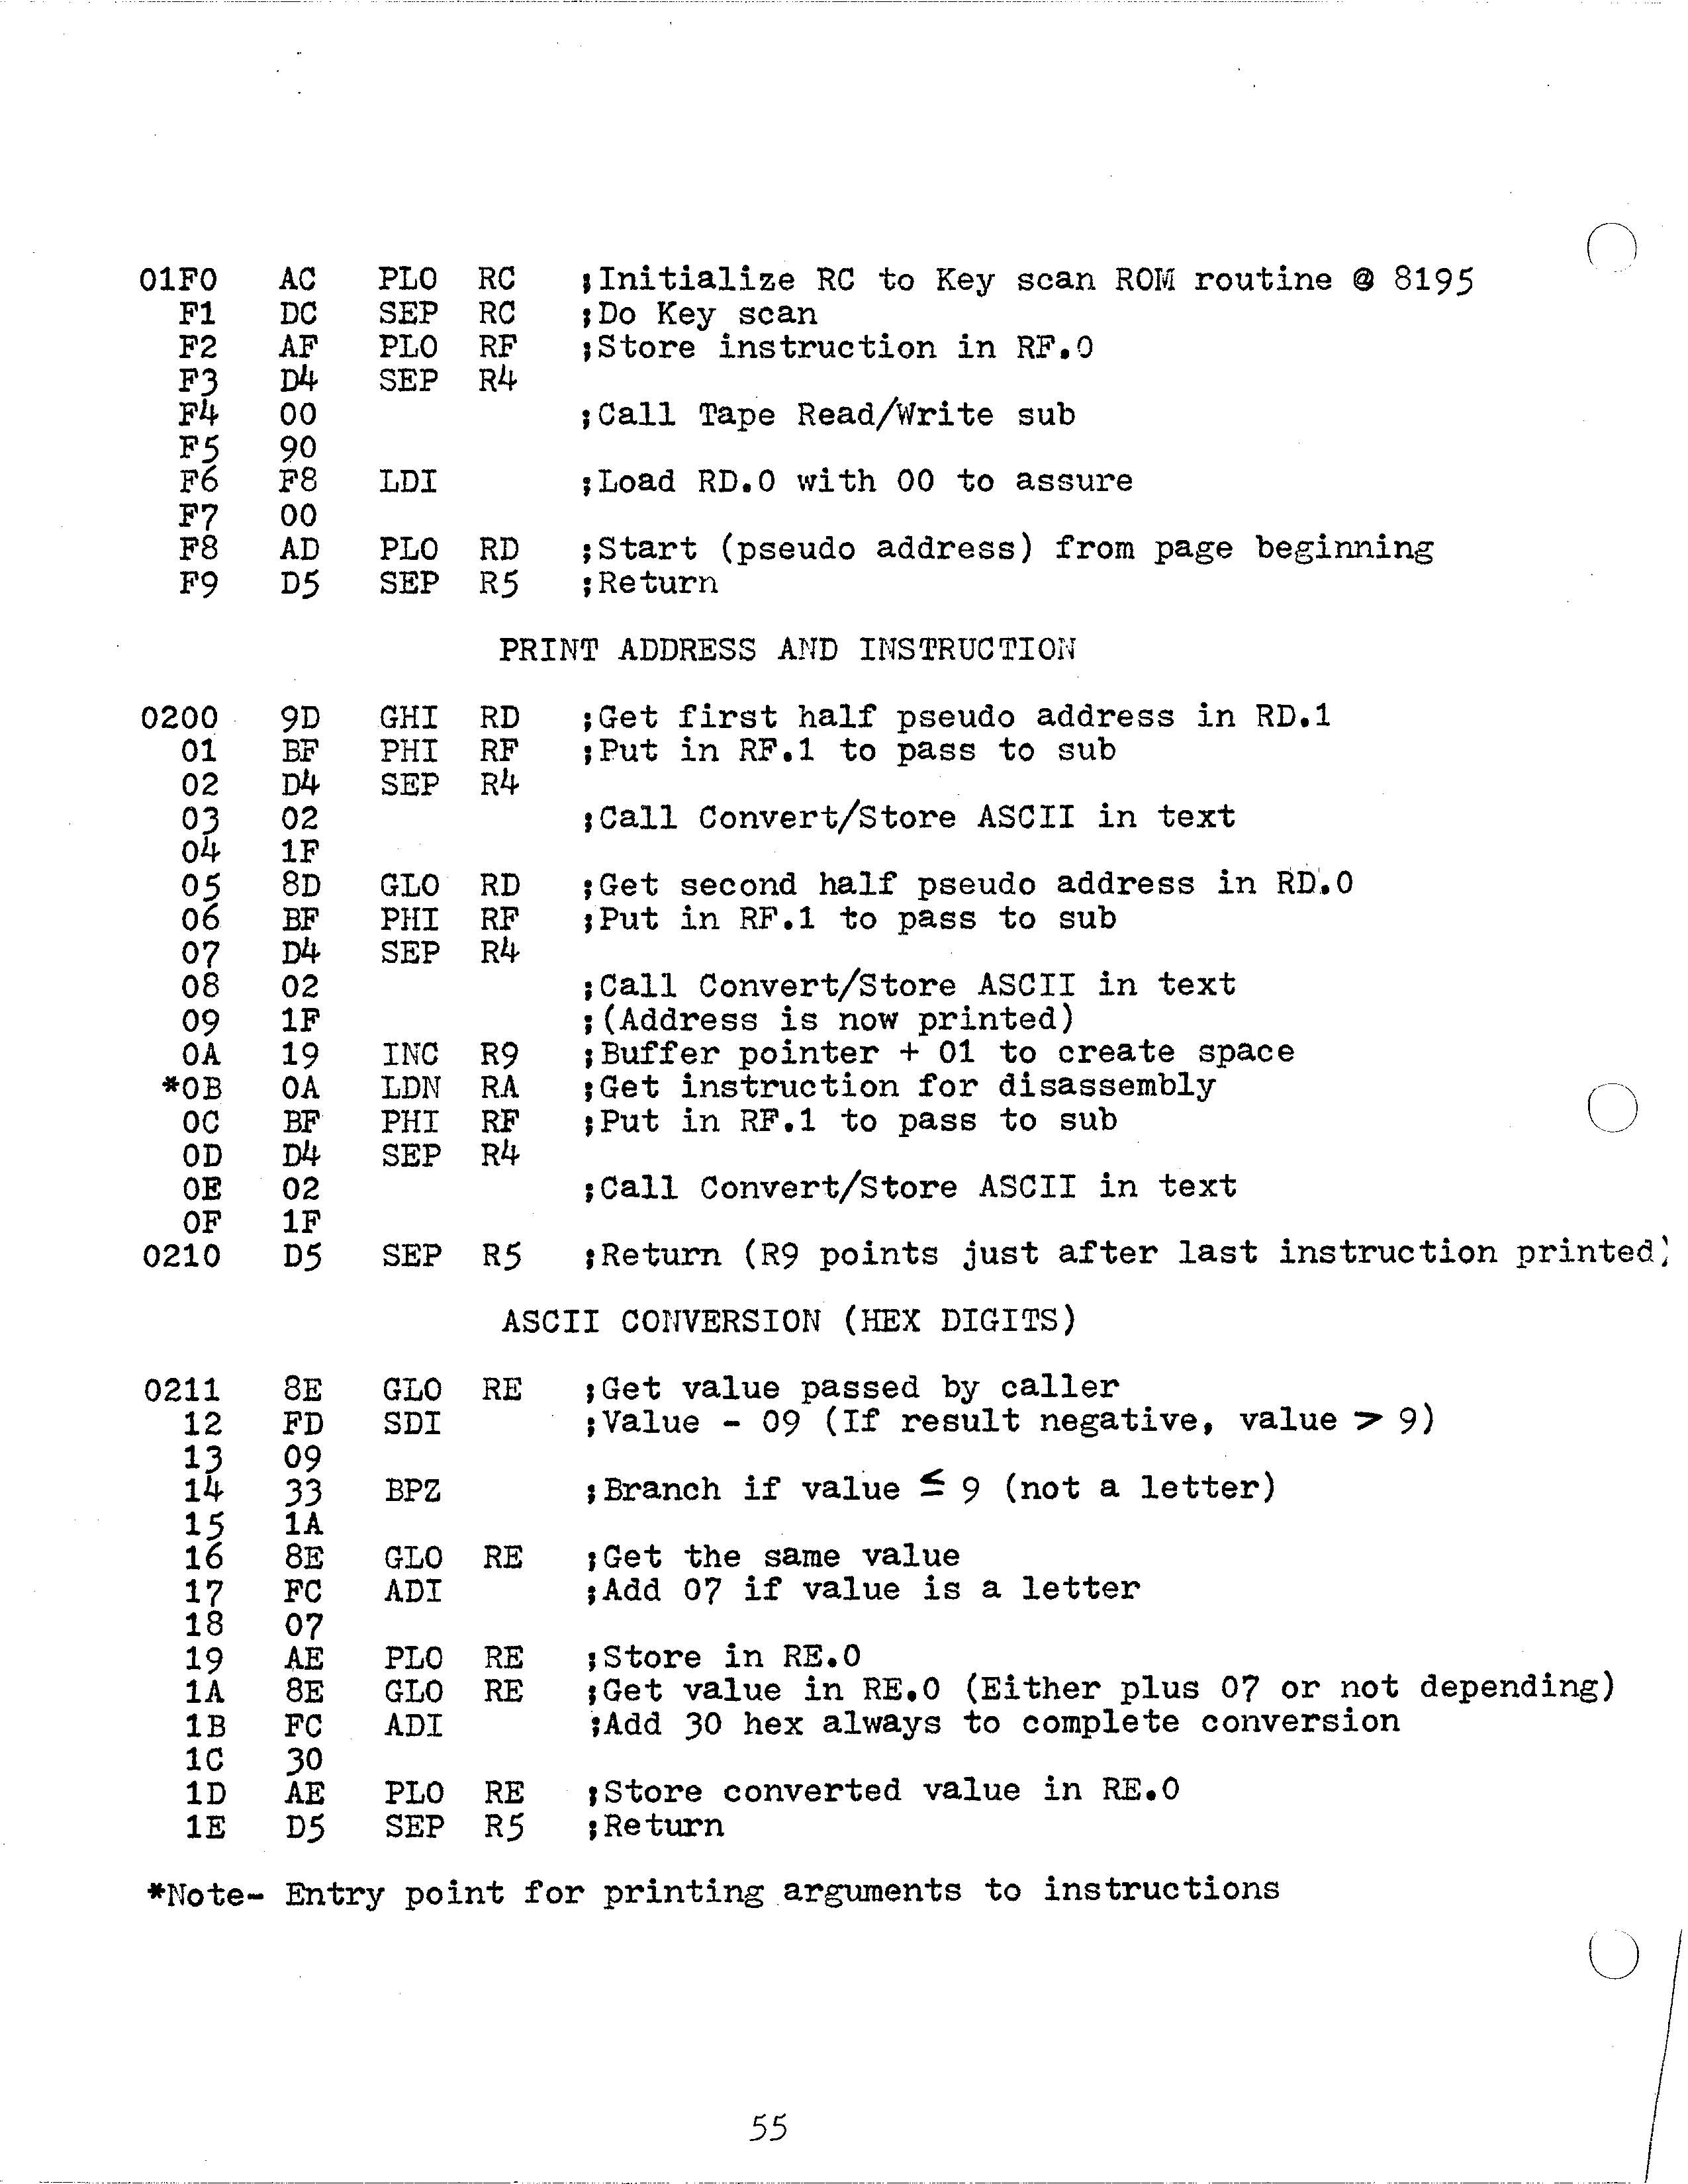 01F0 AC PLO RC ;Initialize RC to Key scan ROM routine @ 8195
F1 DC SEP RC ;Do Key scan
F2 AF PLO RF ;Store instruction in RF.0
F3 D4 SEP R4
F4 00 ;Call Tape Read/Write sub
F5 90
F6 F8 LDI ;Load RD.0 with 00 to assure
F7 00
F8 AD PLO RD ;Start (pseudo address) from page beginning
F9 D5 SEP R5 ;Return
PRINT ADDRESS AND INSTRUCTION
0200 9D GHI RD ;Get first half pseudo address in RD.1
01 BF PHI RF ;Put in RF.1 to pass to sub
02 D4 SEP R4
03 02 ;Call Convert/Store ASCII in text
04 1F
05 8D GLO RD ;Get second half pseudo address in RD.0
06 BF PHI RF ;Put in RF.1 to pass to sub
07 D4 SEP R4
08 02 ;Call Convert/Store ASCII in text
09 1F ;(Address is now printed)
0A 19 INC R9 ;Buffer pointer + 01 to create space
*0B 0A LDN RA ;Get instruction for disassembly
0C BF PHI RF ;Put in RF.1 to pass to sub
0D D4 SEP R4
0E 02 ;Call Convert/Store ASCII in text
0F 1F
0210 D5 SEP R5 ;Return (R9 points just after last instruction printed)
ASCII CONVERSION (HEX DIGITS)
0211 8E GLO RE ;Get value passed by caller
12 FD SDI ;Value - 09 (If result negative, value > 9)
13 09
14 33 BPZ ;Branch if value ≤ 9 (not a letter)
15 1A
16 8E GLO RE ;Get the same value
17 FC ADI ;Add 07 if value is a letter
18 07
19 AE PLO RE ;Store in RE.0
1A 8E GLO RE ;Get value in RE.0 (Either plus 07 or not depending)
1B FC ADI ;Add 30 hex always to complete conversion
1C 30
1D AE PLO RE ;Store converted value in RE.0
1E D5 SEP R5 ;Return
*Note- Entry point for printing arguments to instructions
55